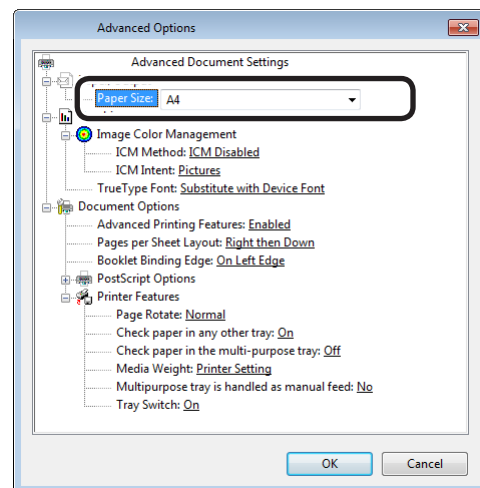 Advanced Options
Advanced Document Settings
Paper Size: A4
Image Color Management
ICM Method: ICM Disabled
ICM Intent: Pictures
TrueType Font: Substitute with Device Font
Document Options
Advanced Printing Features: Enabled
Pages per Sheet Layout: Right then Down
Booklet Binding Edge: On Left Edge
PostScript Options
Printer Features
Page Rotate: Normal
Check paper in any other tray: On
Check paper in the multi-purpose tray: Off
Media Weight: Printer Setting
Multipurpose tray is handled as manual feed: No
Tray Switch: On
OK Cancel